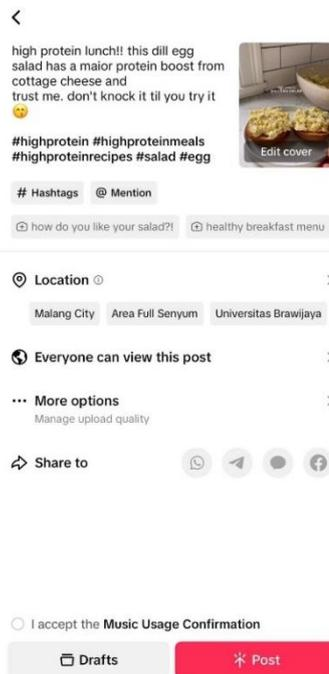 high protein lunch!! this dill egg
salad has a maior protein boost from
cottage cheese and
trust me. don't knock it til you try it
🤭
#highprotein #highproteinmeals
#highproteinrecipes #salad #egg
Edit cover
# Hashtags @ Mention
how do you like your salad?! healthy breakfast menu
Location
Malang City Area Full Senyum Universitas Brawijaya
Everyone can view this post
More options
Manage upload quality
Share to
I accept the Music Usage Confirmation
Drafts Post